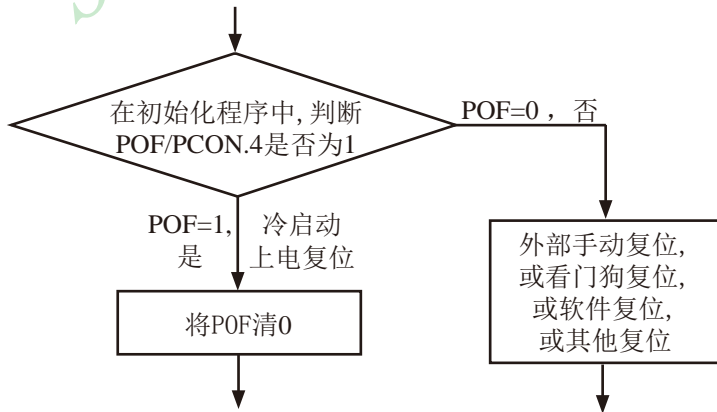 在初始化程序中,判断
POF/PCON.4是否为1
POF=0，否
POF=1, 冷启动
是 上电复位
将POF清0
外部手动复位,
或看门狗复位,
或软件复位,
或其他复位